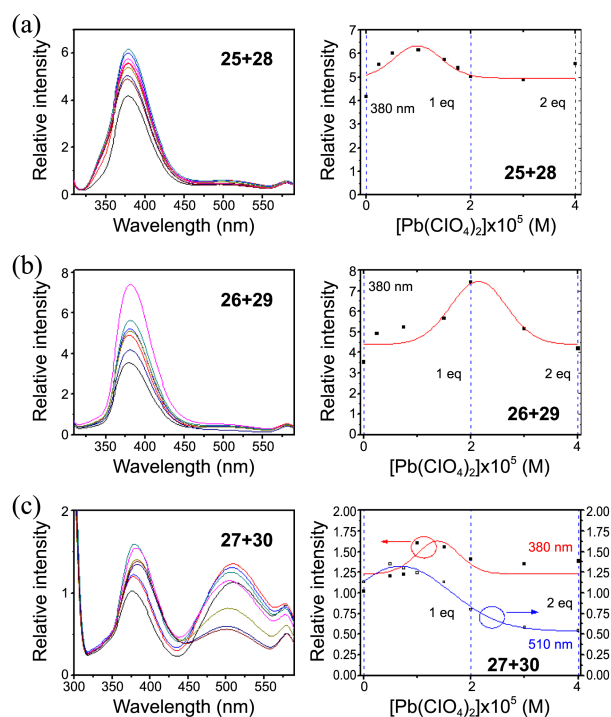 (a)
6
4
2
0
Relative intensity
25+28
350 400 450 500 550
Wavelength (nm)
7
6
5
4
3
2
1
0
Relative intensity
380 nm
1 eq
2 eq
25+28
0 1 2 3 4
[Pb(ClO4)2]x10^5 (M)
(b)
8
6
4
2
0
Relative intensity
26+29
350 400 450 500 550
Wavelength (nm)
8
7
6
5
4
3
2
1
0
Relative intensity
380 nm
1 eq
2 eq
26+29
0 1 2 3 4
[Pb(ClO4)2]x10^5 (M)
(c)
2
1
0
Relative intensity
27+30
300 350 400 450 500 550
Wavelength (nm)
2.00
1.75
1.50
1.25
1.00
0.75
0.50
0.25
0.00
Relative intensity
2.00
1.75
1.50
1.25
1.00
0.75
0.50
0.25
0.00
380 nm
1 eq
2 eq
510 nm
27+30
0 1 2 3 4
[Pb(ClO4)2]x10^5 (M)